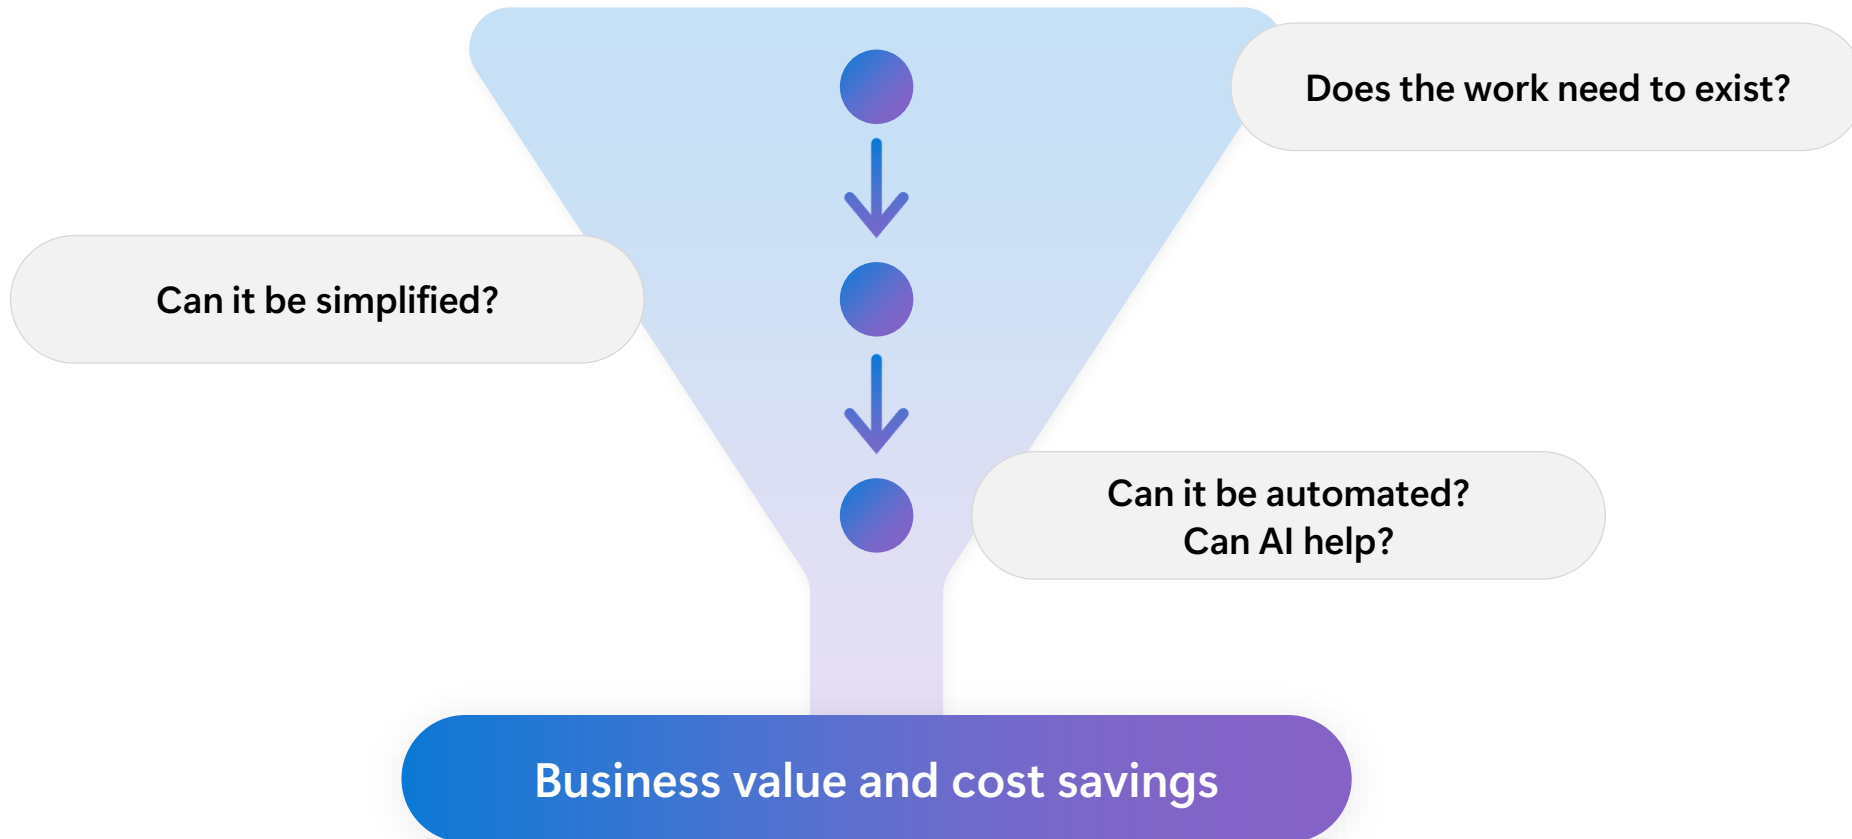 Does the work need to exist?
Can it be simplified?
Can it be automated?
Can AI help?
Business value and cost savings